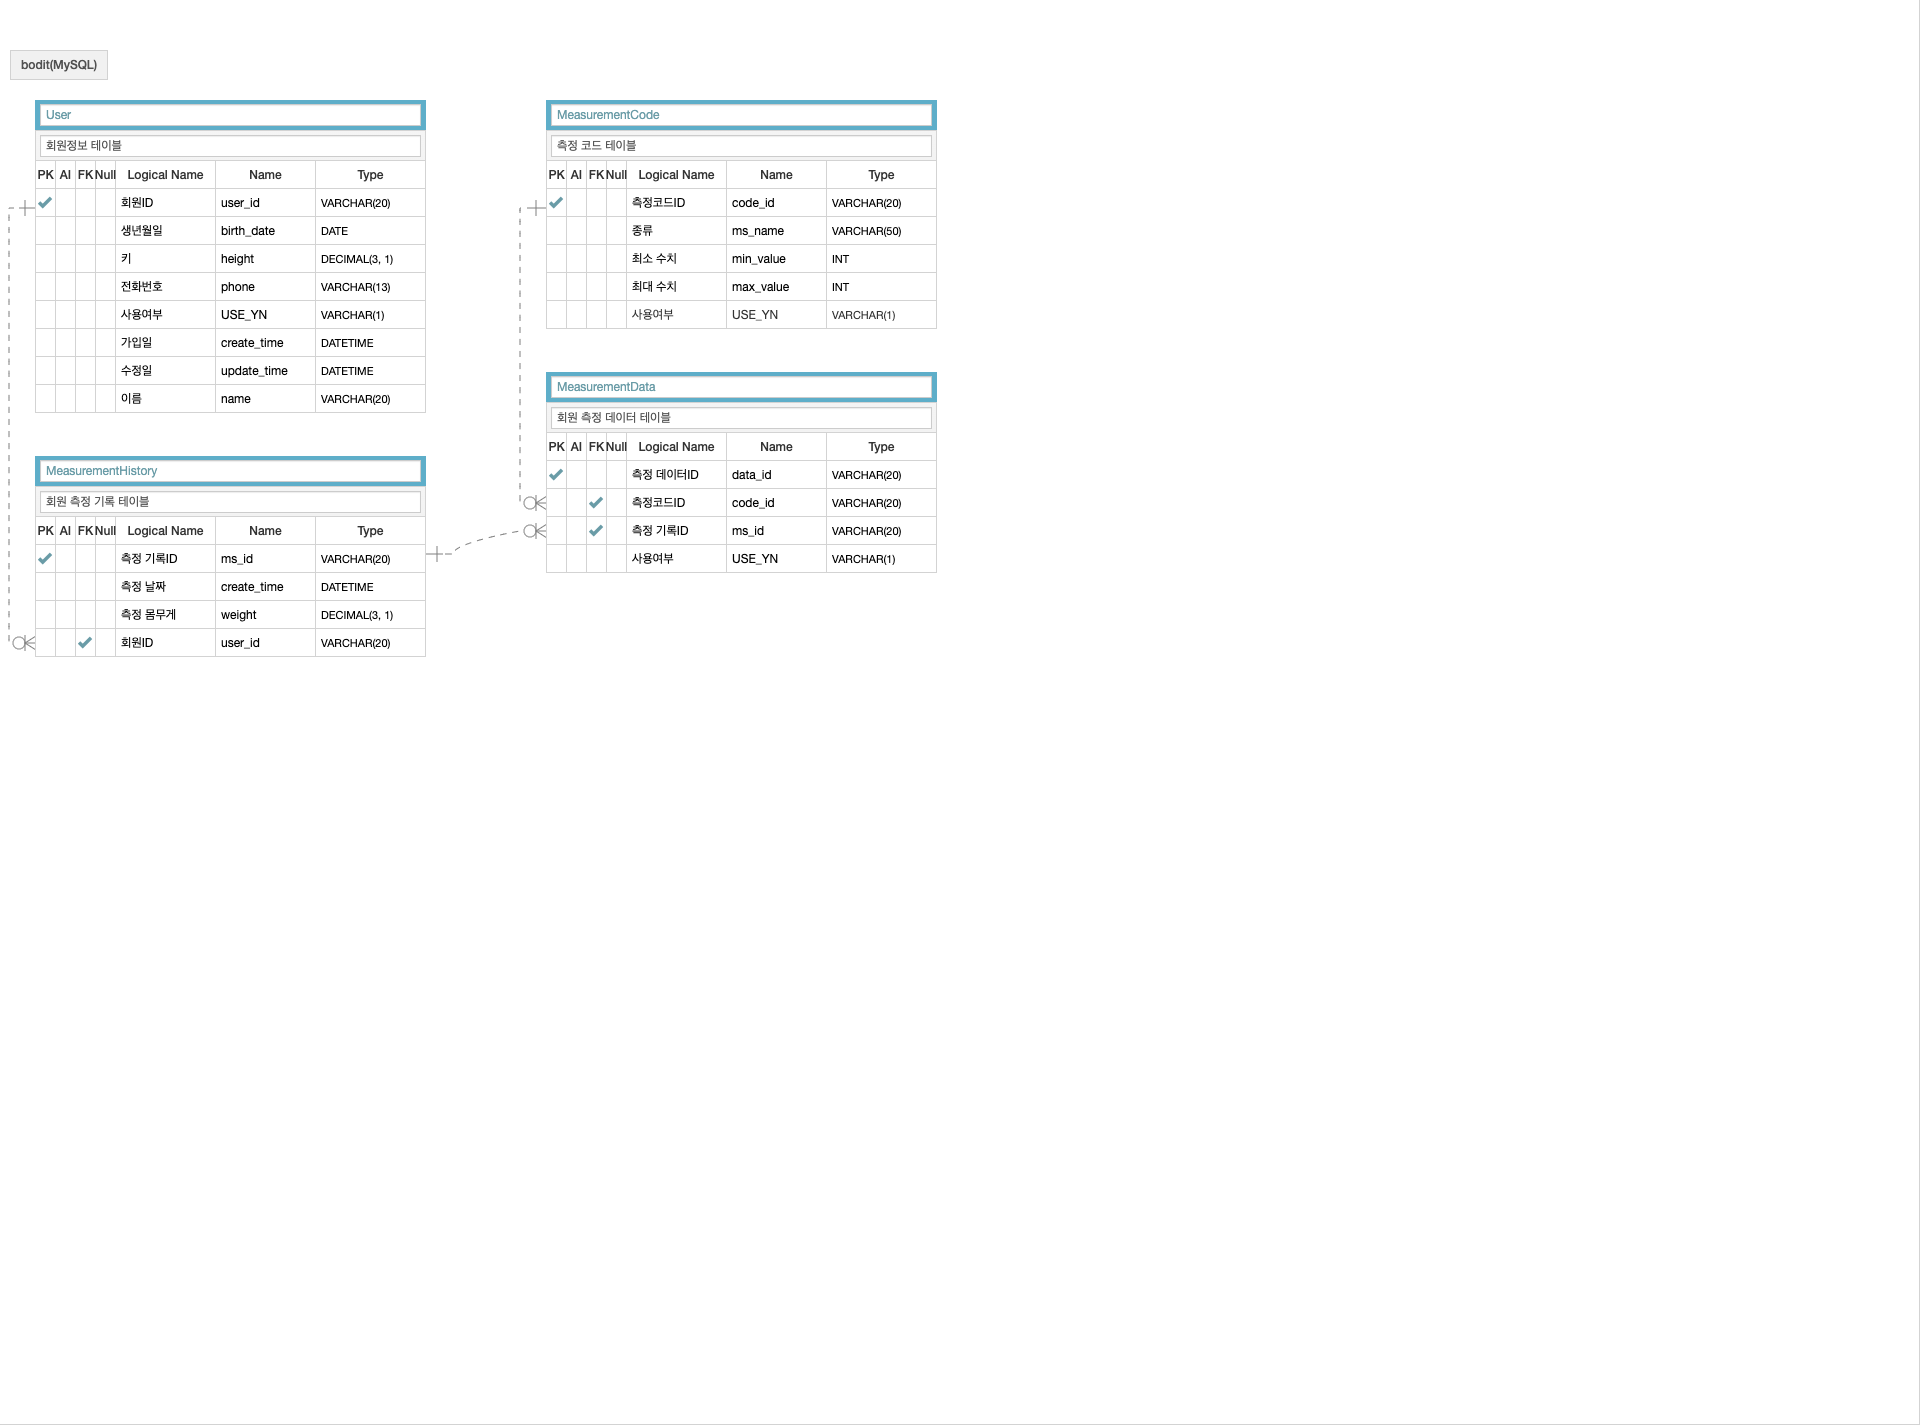 bodit(MySQL)
User
회원정보 테이블
PK AI FK Null Logical Name Name Type
회원ID user_id VARCHAR(20)
생년월일 birth_date DATE
키 height DECIMAL(3, 1)
전화번호 phone VARCHAR(13)
사용여부 USE_YN VARCHAR(1)
가입일 create_time DATETIME
수정일 update_time DATETIME
이름 name VARCHAR(20)
MeasurementHistory
회원 측정 기록 테이블
PK AI FK Null Logical Name Name Type
측정 기록ID ms_id VARCHAR(20)
측정 날짜 create_time DATETIME
측정 몸무게 weight DECIMAL(3, 1)
회원ID user_id VARCHAR(20)
MeasurementCode
측정 코드 테이블
PK AI FK Null Logical Name Name Type
측정코드ID code_id VARCHAR(20)
종류 ms_name VARCHAR(50)
최소 수치 min_value INT
최대 수치 max_value INT
사용여부 USE_YN VARCHAR(1)
MeasurementData
회원 측정 데이터 테이블
PK AI FK Null Logical Name Name Type
측정 데이터ID data_id VARCHAR(20)
측정코드ID code_id VARCHAR(20)
측정 기록ID ms_id VARCHAR(20)
사용여부 USE_YN VARCHAR(1)